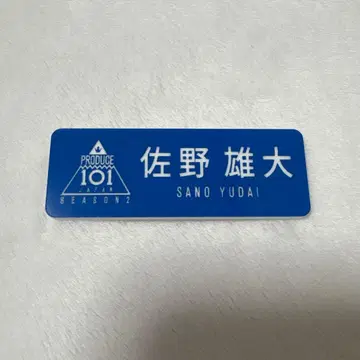 PRODUCE
101
JAPAN
SEASON2
佐野 雄大
SANO YUDAI